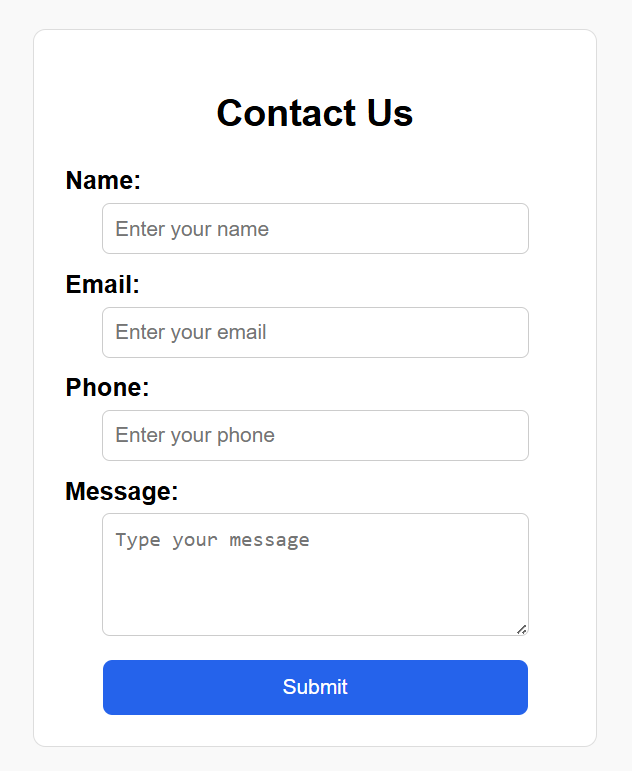 Contact Us
Name:
Enter your name
Email:
Enter your email
Phone:
Enter your phone
Message:
Type your message
Submit